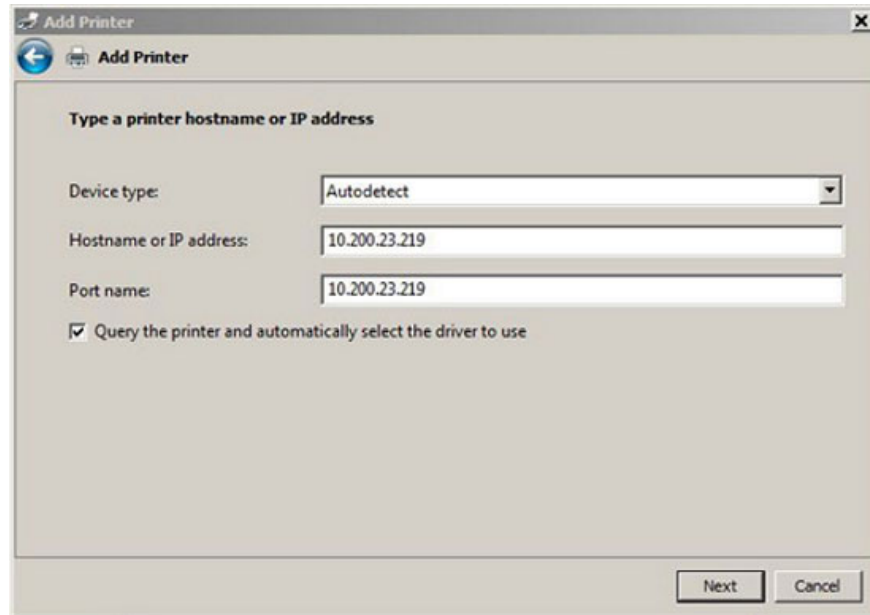 Add Printer
Add Printer
Type a printer hostname or IP address
Device type: Autodetect
Hostname or IP address: 10.200.23.219
Port name: 10.200.23.219
Query the printer and automatically select the driver to use
Next Cancel